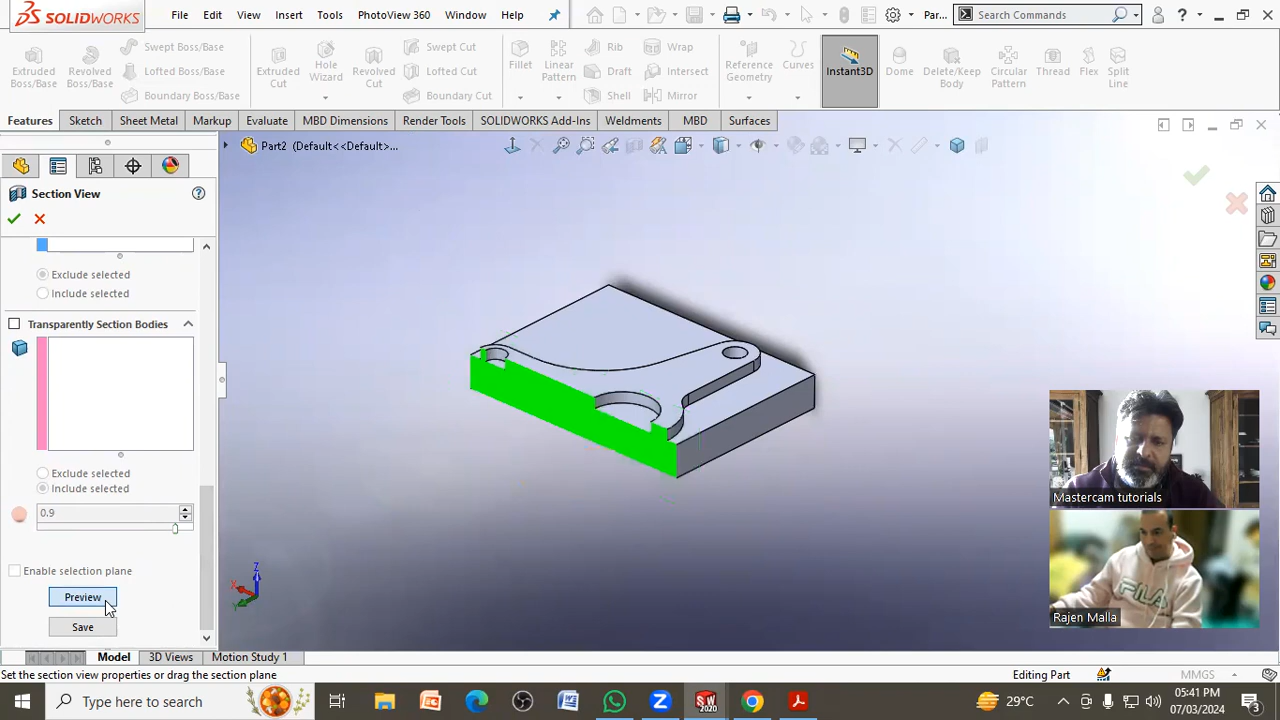 SOLIDWORKS
File Edit View Insert Tools PhotoView 360 Window Help
Par...
Search Commands
Extruded Boss/Base
Revolved Boss/Base
Swept Boss/Base
Lofted Boss/Base
Boundary Boss/Base
Extruded Cut
Hole Wizard
Revolved Cut
Swept Cut
Lofted Cut
Boundary Cut
Fillet
Linear Pattern
Rib
Draft
Shell
Wrap
Intersect
Mirror
Reference Geometry
Curves
Instant3D
Dome
Delete/Keep Body
Circular Pattern
Thread
Flex
Split Line
Features Sketch Sheet Metal Markup Evaluate MBD Dimensions Render Tools SOLIDWORKS Add-Ins Weldments MBD Surfaces
Part2 (Default<<Default>...
Section View
Exclude selected
Include selected
Transparently Section Bodies
Exclude selected
Include selected
0.9
Enable selection plane
Preview
Save
Z
X
Y
Mastercam tutorials
FILA
Rajen Malla
Model 3D Views Motion Study 1
Set the section view properties or drag the section plane
Editing Part
MMGS
Type here to search
SW
2020
29°C
05:41 PM
07/03/2024
3